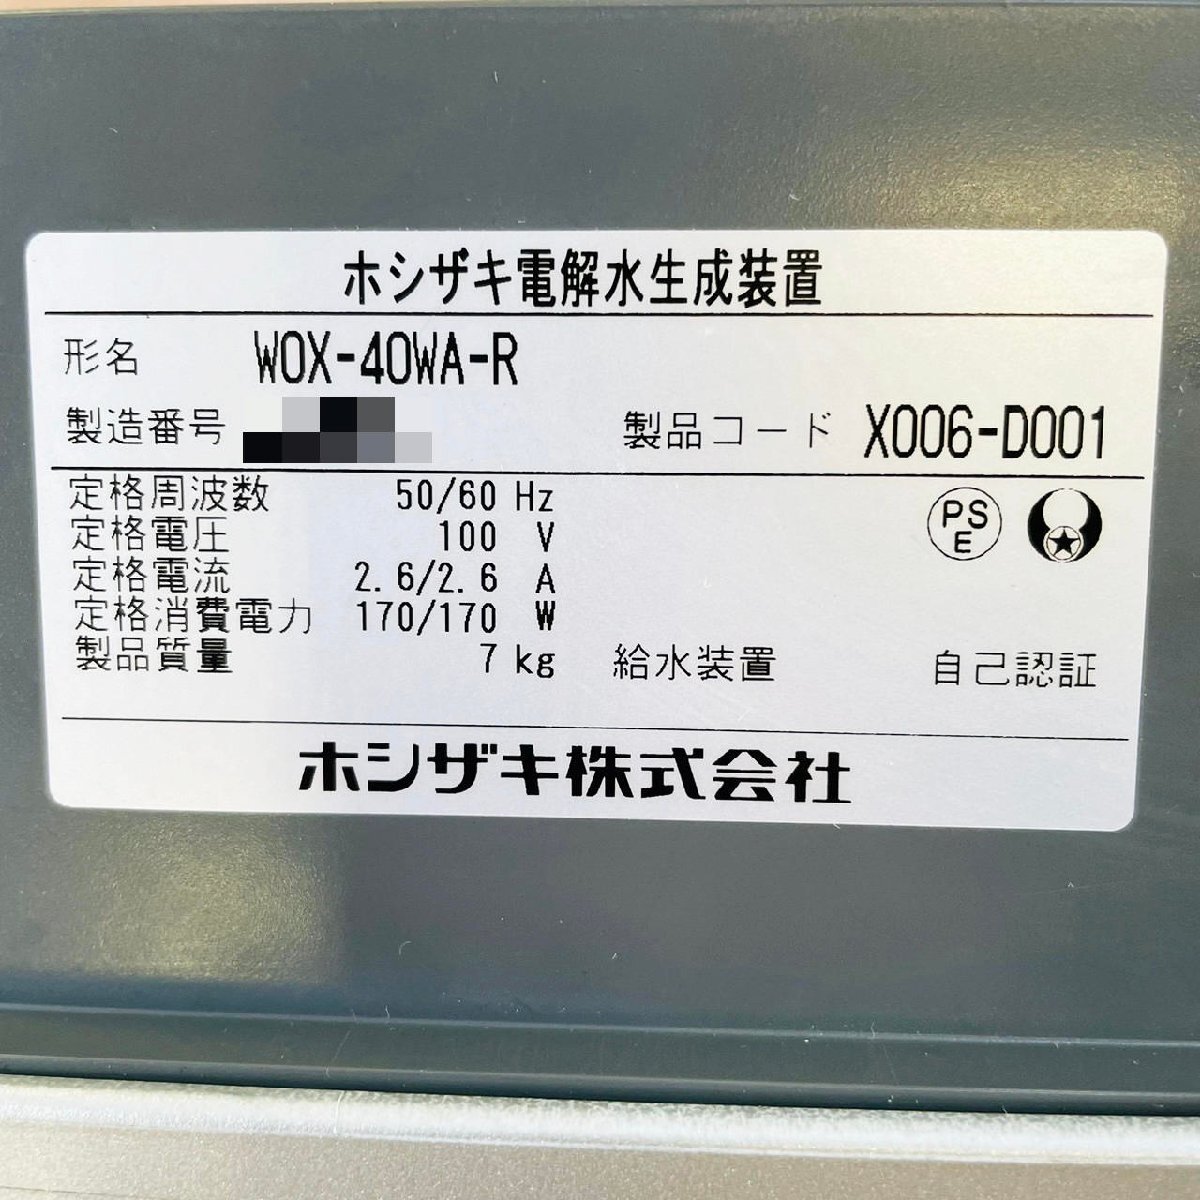 ホシザキ電解水生成装置
形名 WOX-40WA-R
製造番号 製品コード X006-D001
定格周波数 50/60 Hz
定格電圧 100 V
定格電流 2.6/2.6 A
定格消費電力 170/170 W
製品質量 7 kg 給水装置 自己認証
PS
E
ホシザキ株式会社